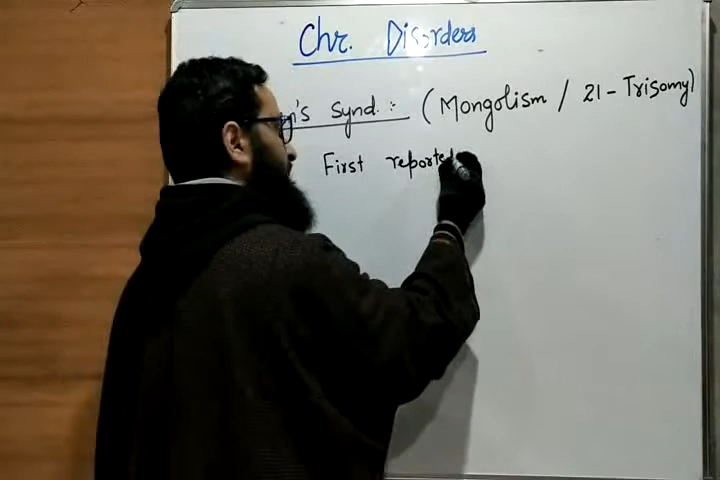 Chr. Disorders
n's Synd. :- (Mongolism / 21 - Trisomy)
First reported